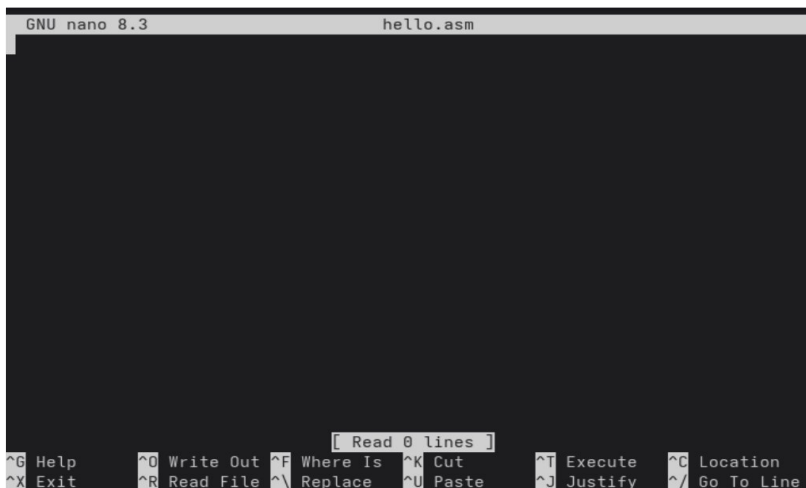 GNU nano 8.3 hello.asm
[ Read 0 lines ]
^G Help ^O Write Out ^F Where Is ^K Cut ^T Execute ^C Location
^X Exit ^R Read File ^\ Replace ^U Paste ^J Justify ^/ Go To Line